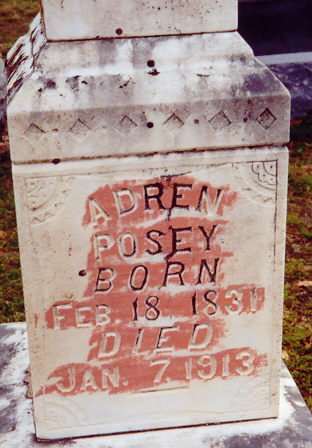 ADREN
POSEY
BORN
FEB. 18, 1831
DIED
JAN. 7, 1913